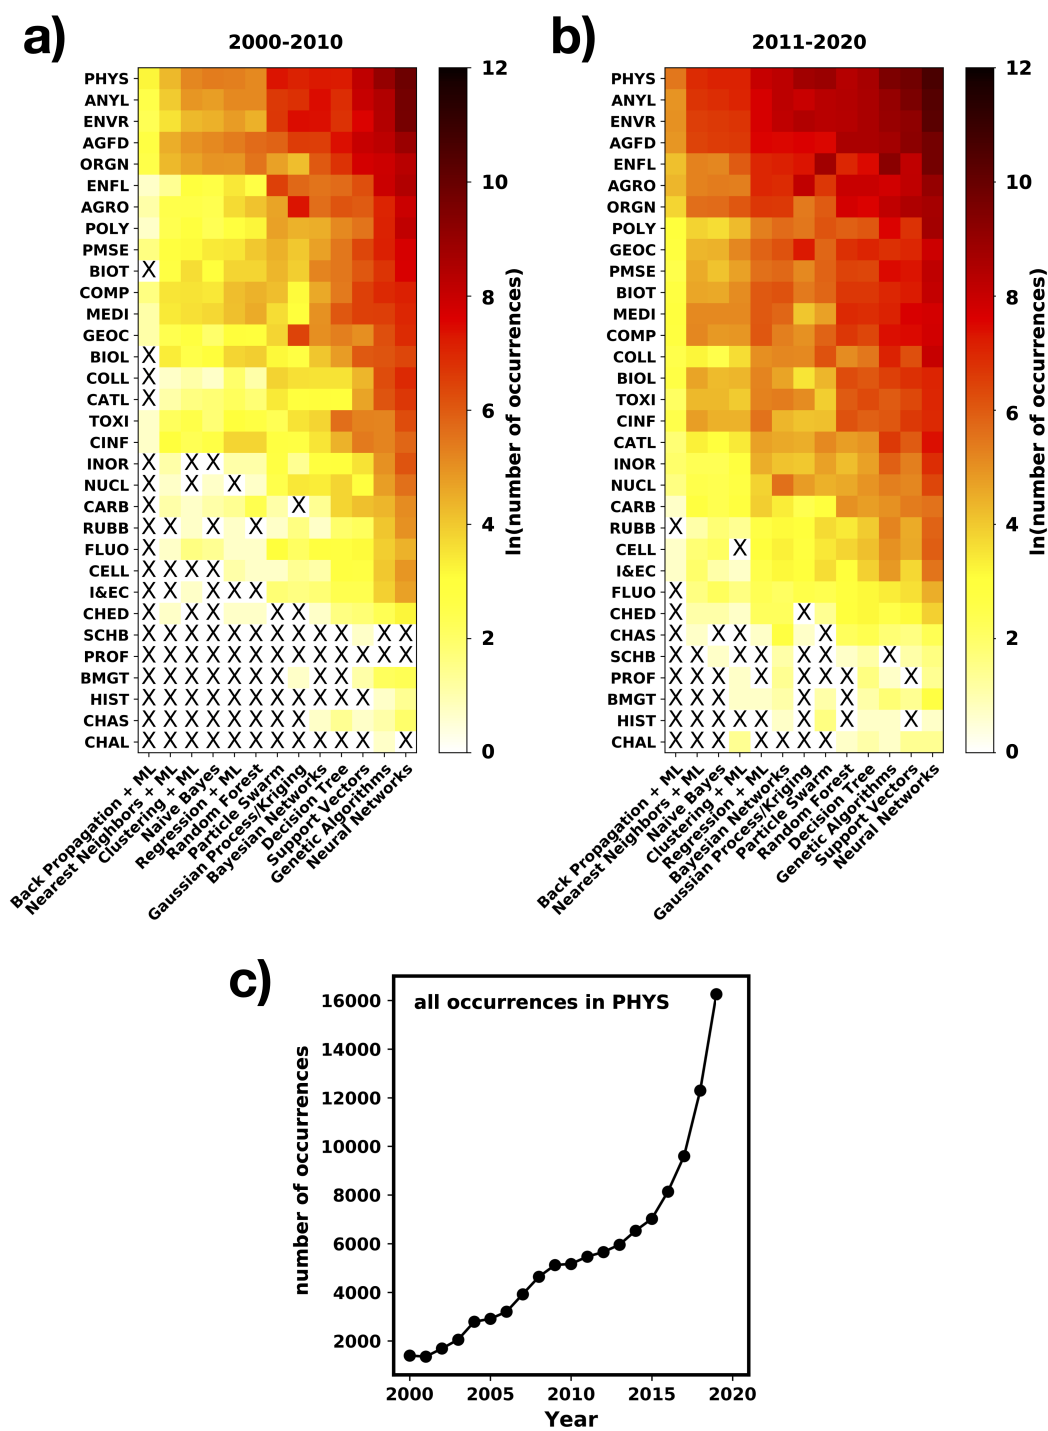 a)
2000-2010
PHYS
ANYL
ENVR
AGFD
ORGN
ENFL
AGRO
POLY
PMSE
BIOT X
COMP
MEDI
GEOC
BIOL X
COLL X
CATL X
TOXI
CINF
INOR X X X
NUCL X X X
CARB X X
RUBB X X X X
FLUO X
CELL X X X X
I&EC X X X X X
CHED X X X X X
SCHB X X X X X X X X X X X X
PROF X X X X X X X X X X X X X
BMGT X X X X X X X X X
HIST X X X X X X X X X X X
CHAS X X X X X X X X
CHAL X X X X X X X X X X X X
Back Propagation + ML
Nearest Neighbors + ML
Clustering + ML
Naive Bayes
Regression + ML
Random Forest
Particle Swarm
Gaussian Process/Kriging
Bayesian Networks
Decision Tree
Support Vectors
Genetic Algorithms
Neural Networks
12
10
8
6
4
2
0
ln(number of occurrences)
b)
2011-2020
PHYS
ANYL
ENVR
AGFD
ENFL
AGRO
ORGN
POLY
GEOC
PMSE
BIOT
MEDI
COMP
COLL
BIOL
TOXI
CINF
CATL
INOR
NUCL
CARB
RUBB X
CELL X
I&EC
FLUO X
CHED X X
CHAS X X X X
SCHB X X X X X X X
PROF X X X X X X X X
BMGT X X X X X
HIST X X X X X X X X
CHAL X X X X X X X
Back Propagation + ML
Nearest Neighbors + ML
Naive Bayes
Clustering + ML
Regression + ML
Bayesian Networks
Gaussian Process/Kriging
Particle Swarm
Random Forest
Decision Tree
Genetic Algorithms
Support Vectors
Neural Networks
12
10
8
6
4
2
0
ln(number of occurrences)
c)
all occurrences in PHYS
16000
14000
12000
10000
8000
6000
4000
2000
number of occurrences
2000 2005 2010 2015 2020
Year